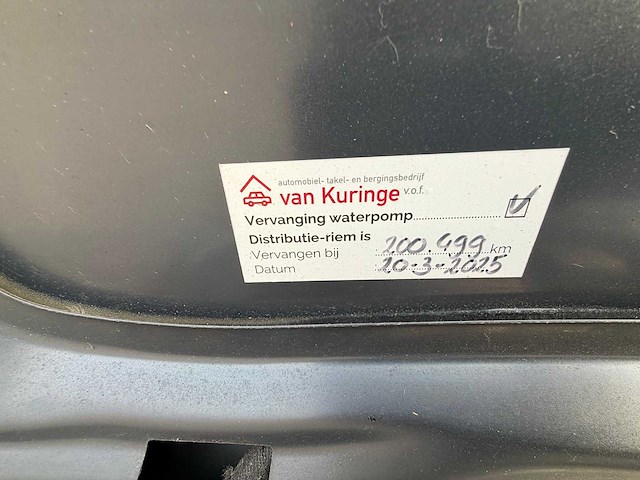 automobiel- takel- en bergingsbedrijf
van Kuringe v.o.f.
Vervanging waterpomp..........................
Distributie-riem is
Vervangen bij 200.499 km
Datum 20-3-2025